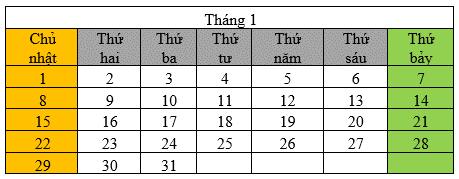 Tháng 1
Chủ nhật Thứ hai Thứ ba Thứ tư Thứ năm Thứ sáu Thứ bảy
1 2 3 4 5 6 7
8 9 10 11 12 13 14
15 16 17 18 19 20 21
22 23 24 25 26 27 28
29 30 31